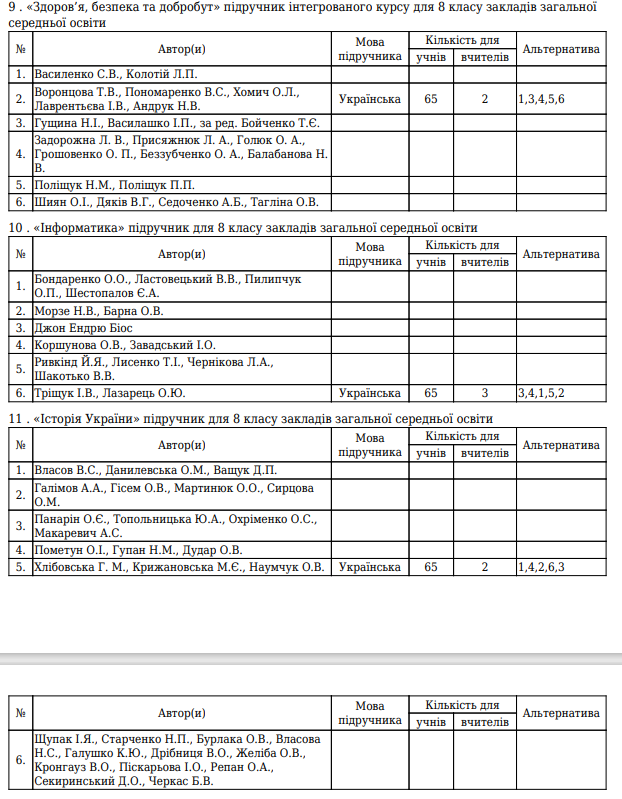 9 . «Здоров’я, безпека та добробут» підручник інтегрованого курсу для 8 класу закладів загальної
середньої освіти
№ Автор(и) Мова підручника Кількість для учнів вчителів Альтернатива
1. Василенко С.В., Колотій Л.П.
2. Воронцова Т.В., Пономаренко В.С., Хомич О.Л.,
Лаврентьєва І.В., Андрук Н.В. Українська 65 2 1,3,4,5,6
3. Гущина Н.І., Василашко І.П., за ред. Бойченко Т.Є.
4. Задорожна Л. В., Присяжнюк Л. А., Голюк О. А.,
Грошовенко О. П., Беззубченко О. А., Балабанова Н.
В.
5. Поліщук Н.М., Поліщук П.П.
6. Шиян О.І., Дяків В.Г., Седоченко А.Б., Тагліна О.В.
10 . «Інформатика» підручник для 8 класу закладів загальної середньої освіти
№ Автор(и) Мова підручника Кількість для учнів вчителів Альтернатива
1. Бондаренко О.О., Ластовецький В.В., Пилипчук
О.П., Шестопалов Є.А.
2. Морзе Н.В., Барна О.В.
3. Джон Ендрю Біос
4. Коршунова О.В., Завадський І.О.
5. Ривкінд Й.Я., Лисенко Т.І., Чернікова Л.А.,
Шакотько В.В.
6. Тріщук І.В., Лазарець О.Ю. Українська 65 3 3,4,1,5,2
11 . «Історія України» підручник для 8 класу закладів загальної середньої освіти
№ Автор(и) Мова підручника Кількість для учнів вчителів Альтернатива
1. Власов В.С., Данилевська О.М., Ващук Д.П.
2. Галімов А.А., Гісем О.В., Мартинюк О.О., Сирцова
О.М.
3. Панарін О.Є., Топольницька Ю.А., Охріменко О.С.,
Макаревич А.С.
4. Пометун О.І., Гупан Н.М., Дудар О.В.
5. Хлібовська Г. М., Крижановська М.Є., Наумчук О.В. Українська 65 2 1,4,2,6,3
№ Автор(и) Мова підручника Кількість для учнів вчителів Альтернатива
6. Щупак І.Я., Старченко Н.П., Бурлака О.В., Власова
Н.С., Галушко К.Ю., Дрібниця В.О., Желіба О.В.,
Кронгауз В.О., Піскарьова І.О., Репан О.А.,
Секиринський Д.О., Черкас Б.В.